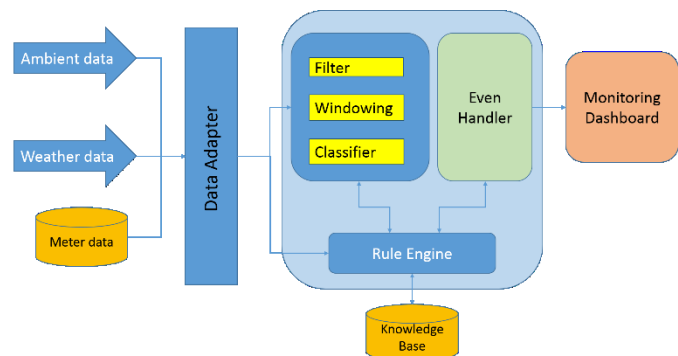 Ambient data
Weather data
Meter data
Data Adapter
Filter
Windowing
Classifier
Even
Handler
Rule Engine
Knowledge
Base
Monitoring
Dashboard